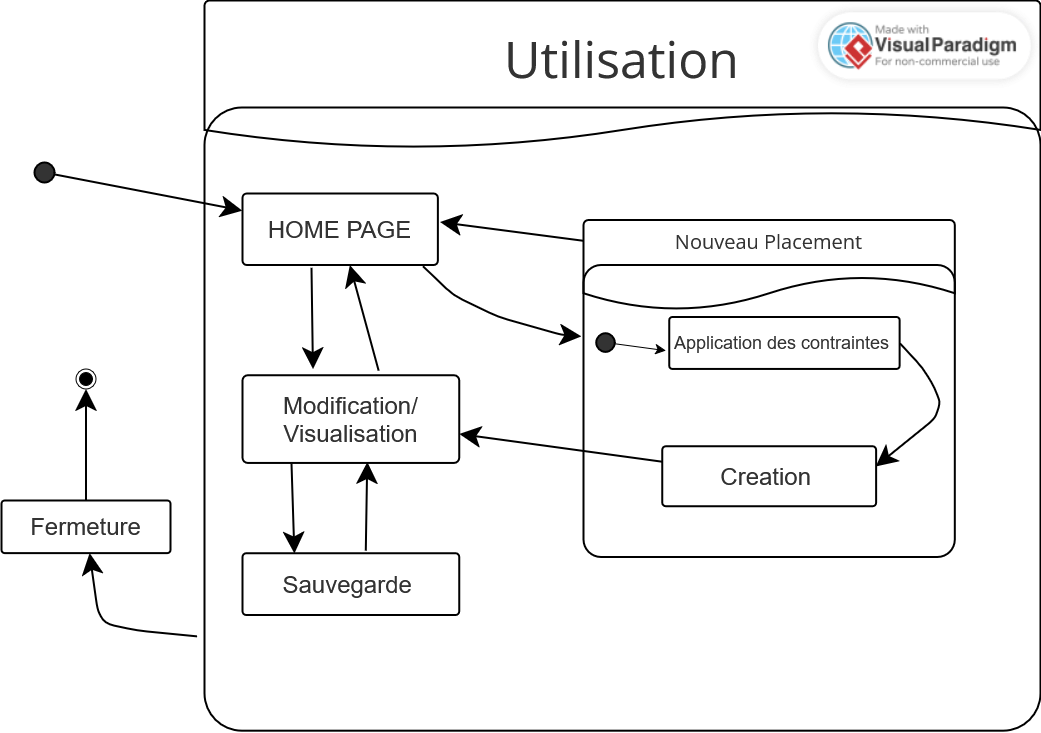 Made with
Visual Paradigm
For non-commercial use
Utilisation
HOME PAGE
Nouveau Placement
Application des contraintes
Modification/
Visualisation
Creation
Fermeture
Sauvegarde